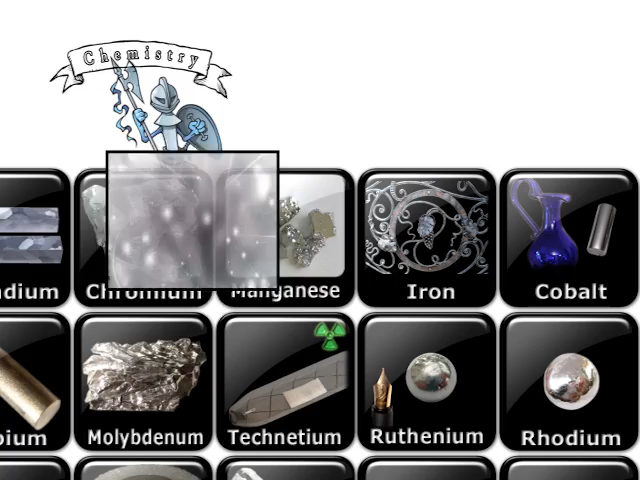 Chemistry
Chromium
Manganese
Iron
Cobalt
Molybdenum
Technetium
Ruthenium
Rhodium